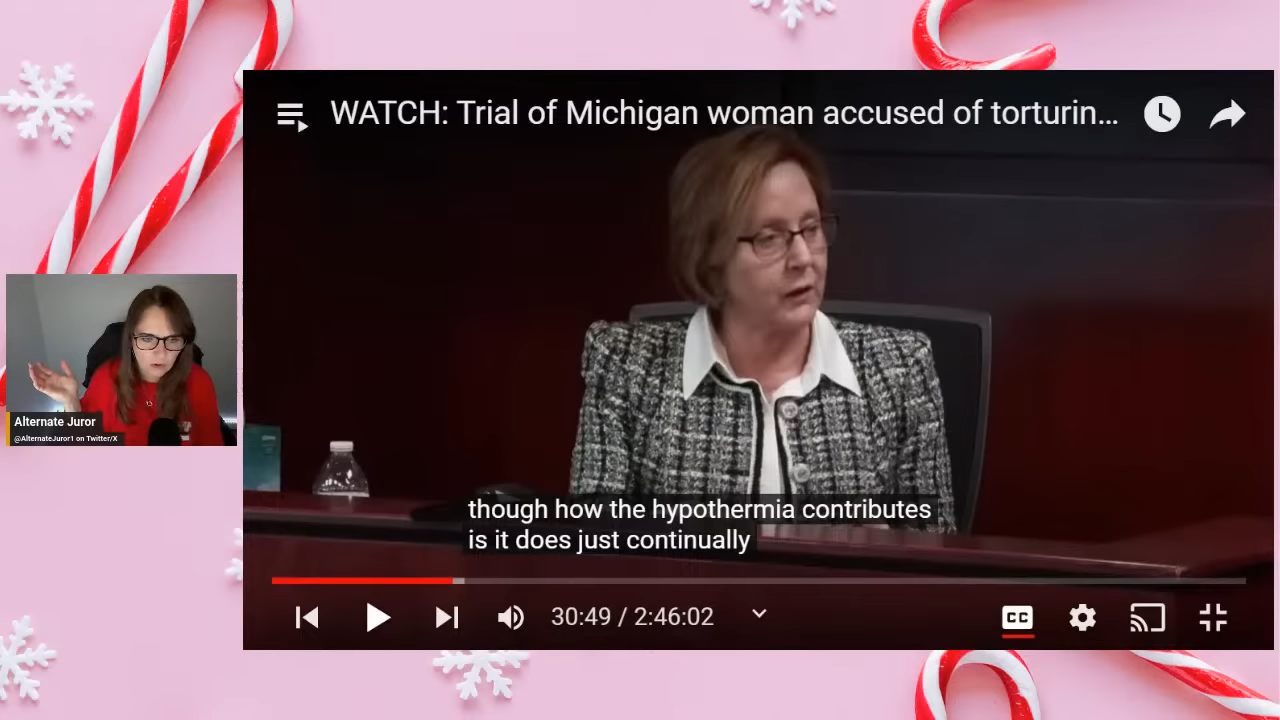 WATCH: Trial of Michigan woman accused of torturin...
Alternate Juror
@AlternateJuror1 on Twitter/X
though how the hypothermia contributes
is it does just continually
30:49 / 2:46:02
CC